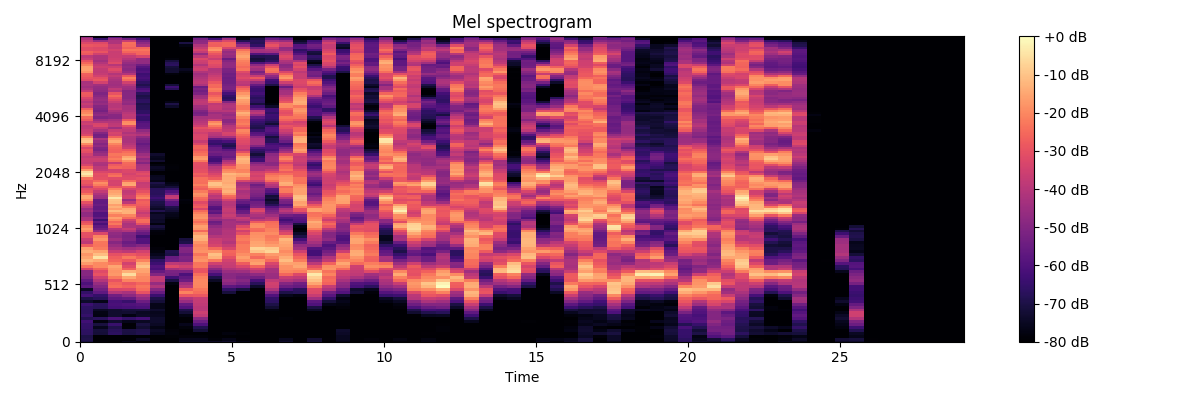 Mel spectrogram
8192
4096
2048
1024
512
0
Hz
0 5 10 15 20 25
Time
+0 dB
-10 dB
-20 dB
-30 dB
-40 dB
-50 dB
-60 dB
-70 dB
-80 dB